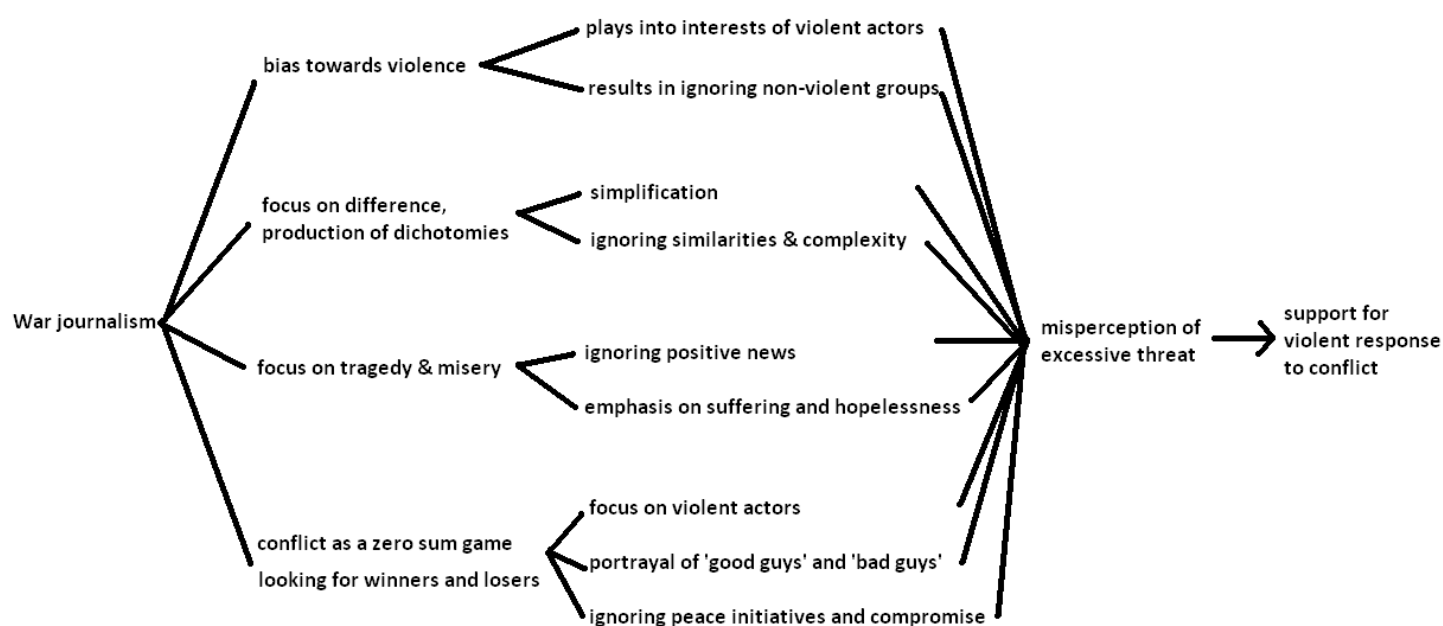 plays into interests of violent actors
bias towards violence
results in ignoring non-violent groups
simplification
focus on difference,
production of dichotomies
ignoring similarities & complexity
War journalism
misperception of
excessive threat
support for
violent response
to conflict
ignoring positive news
focus on tragedy & misery
emphasis on suffering and hopelessness
focus on violent actors
conflict as a zero sum game
looking for winners and losers
portrayal of 'good guys' and 'bad guys'
ignoring peace initiatives and compromise